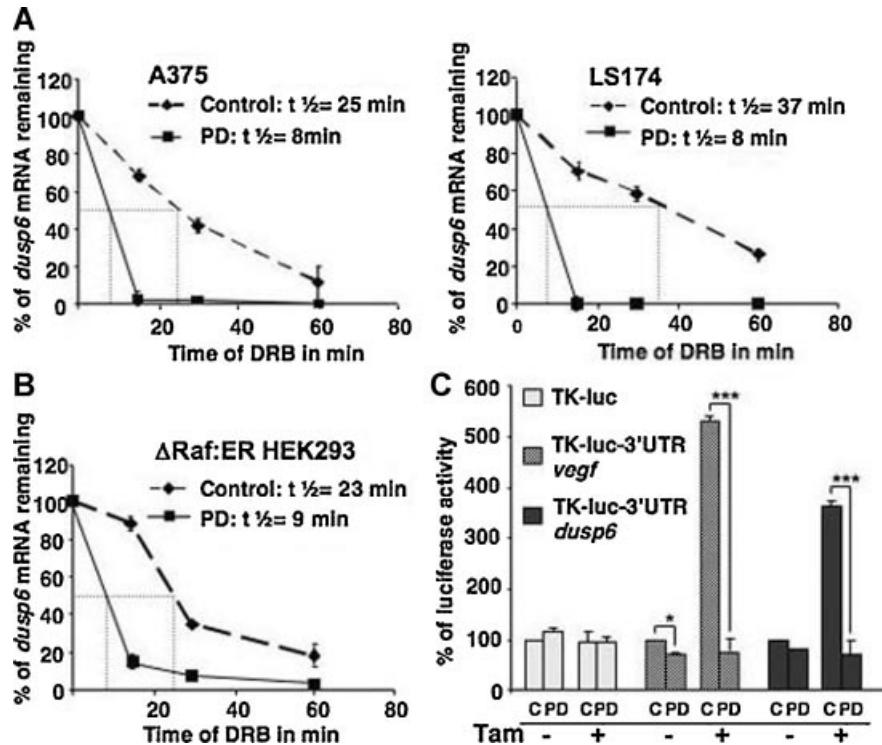 A
A375
Control: t ½= 25 min
PD: t ½= 8min
% of dusp6 mRNA remaining
120
100
80
60
40
20
0
0 20 40 60 80
Time of DRB in min
LS174
Control: t ½= 37 min
PD: t ½= 8 min
% of dusp6 mRNA remaining
120
100
80
60
40
20
0
0 20 40 60 80
Time of DRB in min
B
ΔRaf:ER HEK293
Control: t ½= 23 min
PD: t ½= 9 min
% of dusp6 mRNA remaining
120
100
80
60
40
20
0
20 40 60 80
Time of DRB in min
C
TK-luc
TK-luc-3'UTR
vegf
TK-luc-3'UTR
dusp6
% of luciferase activity
600
500
400
300
200
100
0
*
***
***
C PD C PD C PD C PD C PD C PD
Tam - + - + - +